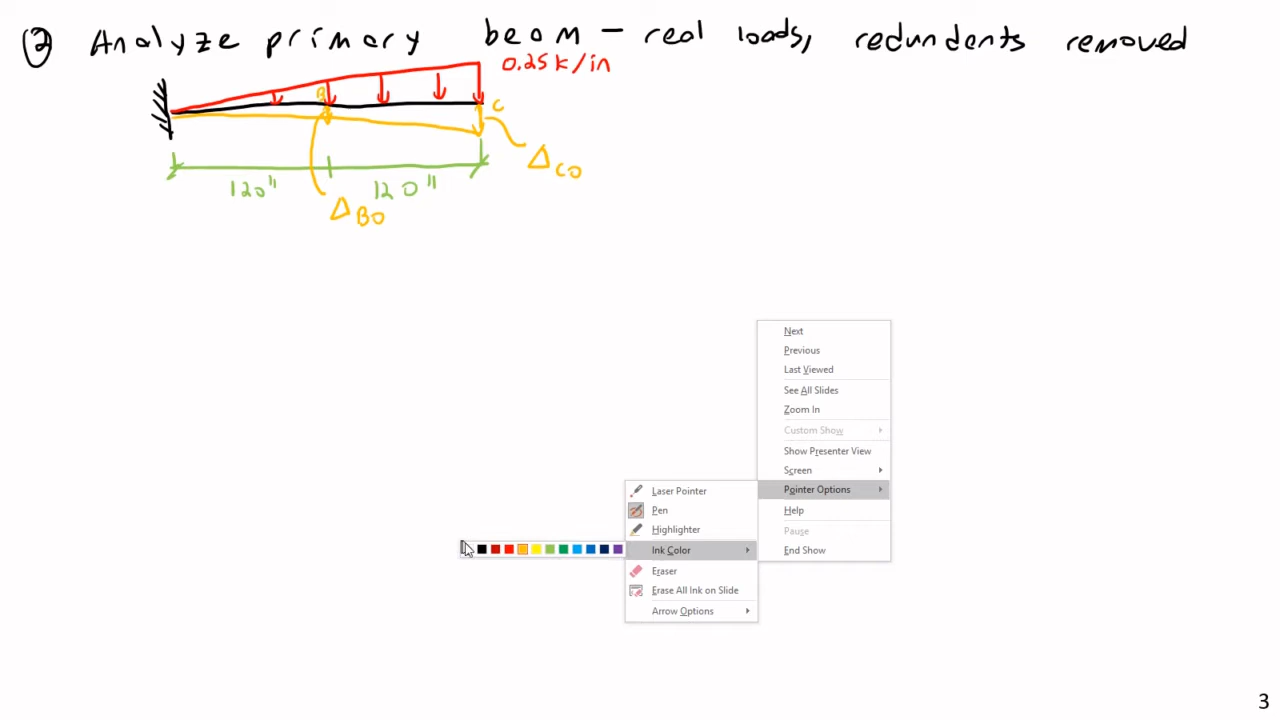 ② Analyze primary beam - real loads, redundents removed
0.25 k/in
B
C
Δco
120"
120"
ΔBO
Next
Previous
Last Viewed
See All Slides
Zoom In
Custom Show
Show Presenter View
Screen
Pointer Options
Help
Pause
End Show
Laser Pointer
Pen
Highlighter
Ink Color
Eraser
Erase All Ink on Slide
Arrow Options
3